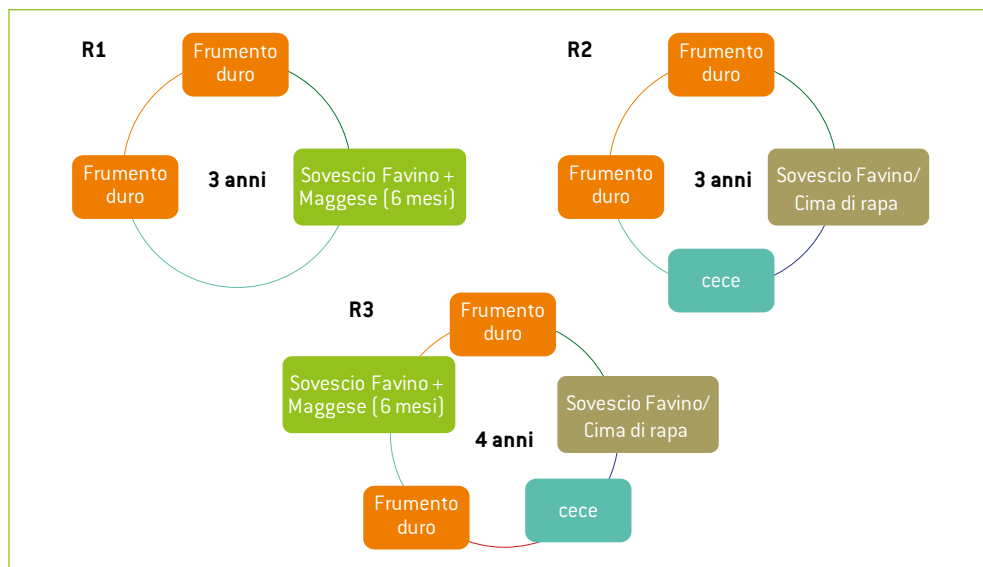 R1
Frumento
duro
Frumento
duro
3 anni
Sovescio Favino +
Maggese (6 mesi)
R2
Frumento
duro
Frumento
duro
3 anni
Sovescio Favino/
Cima di rapa
cece
R3
Frumento
duro
Sovescio Favino +
Maggese (6 mesi)
Sovescio Favino/
Cima di rapa
4 anni
Frumento
duro
cece